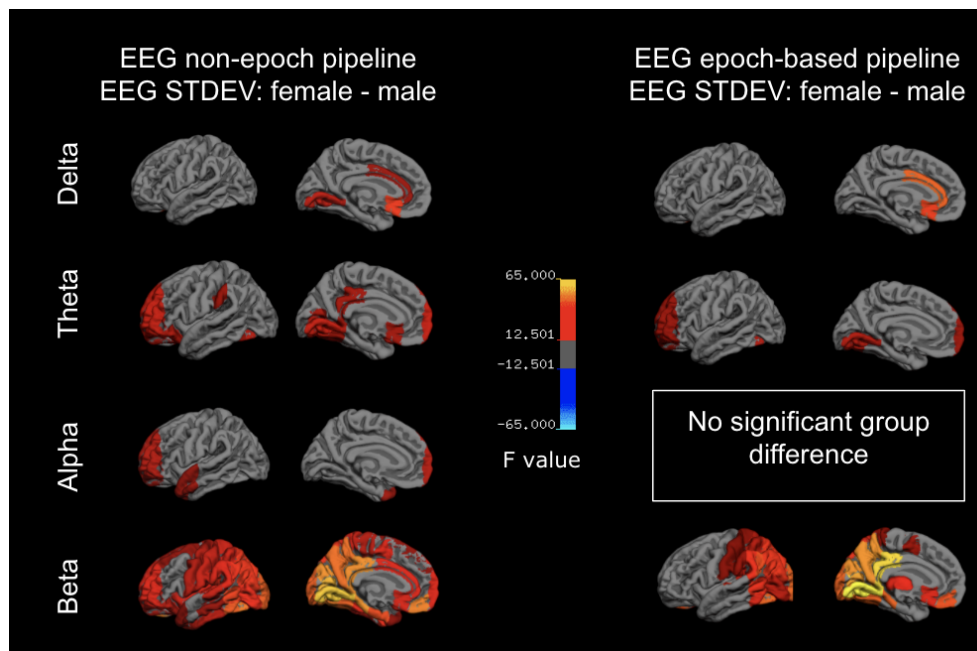 EEG non-epoch pipeline
EEG STDEV: female - male
EEG epoch-based pipeline
EEG STDEV: female - male
Delta
Theta
65.000
12.501
-12.501
-65.000
F value
Alpha
No significant group
difference
Beta